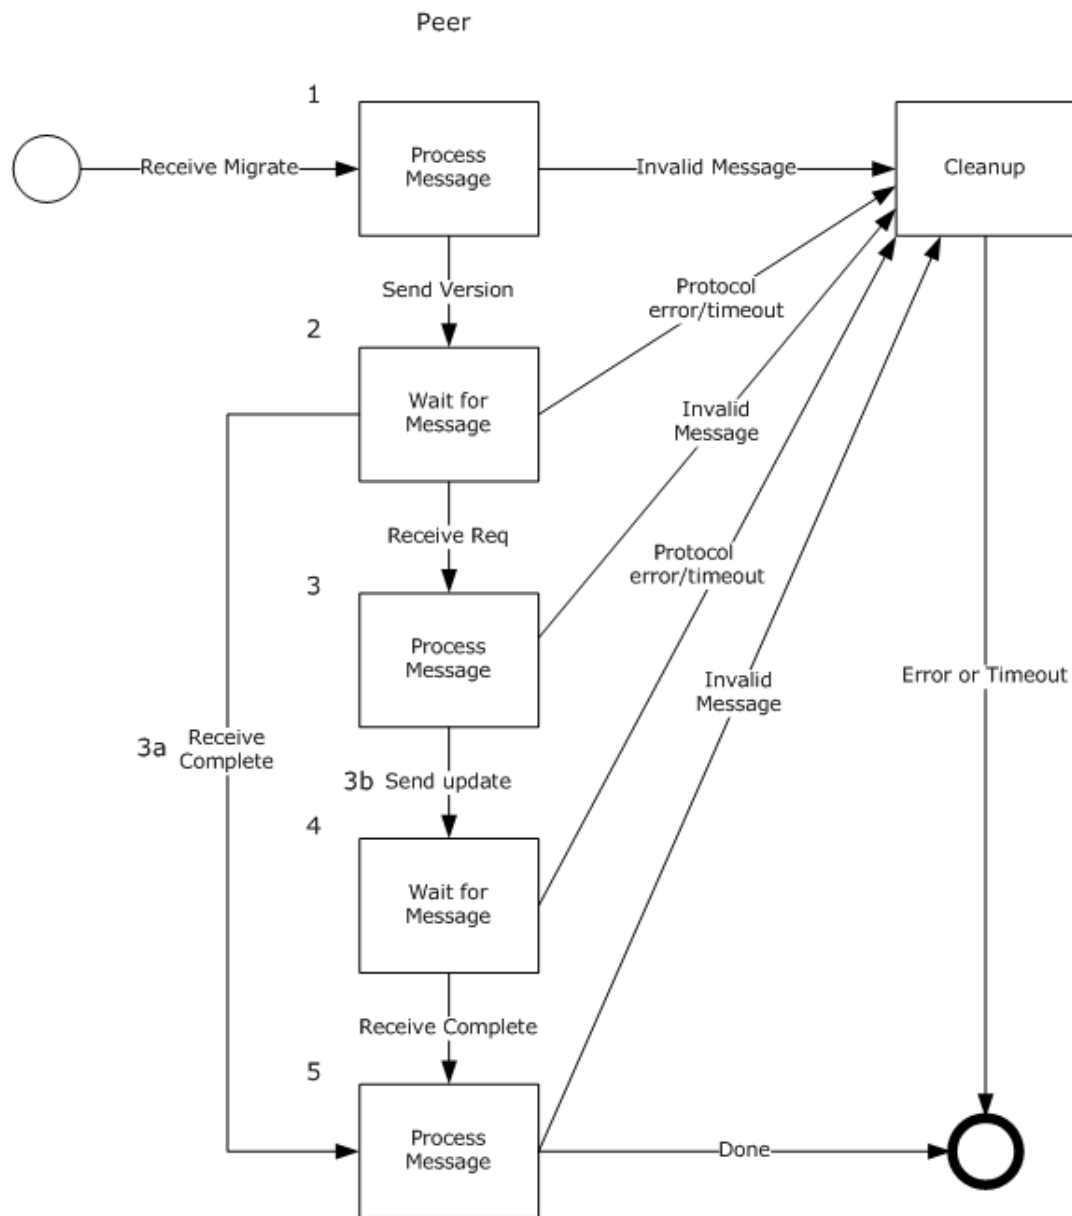 Peer
1
Process
Message
Receive Migrate
Invalid Message
Cleanup
Send Version
Protocol
error/timeout
2
Wait for
Message
Invalid
Message
Receive Req
Protocol
error/timeout
3
Process
Message
Invalid
Message
Error or Timeout
3a
Receive
Complete
3b
Send update
4
Wait for
Message
Receive Complete
5
Process
Message
Done